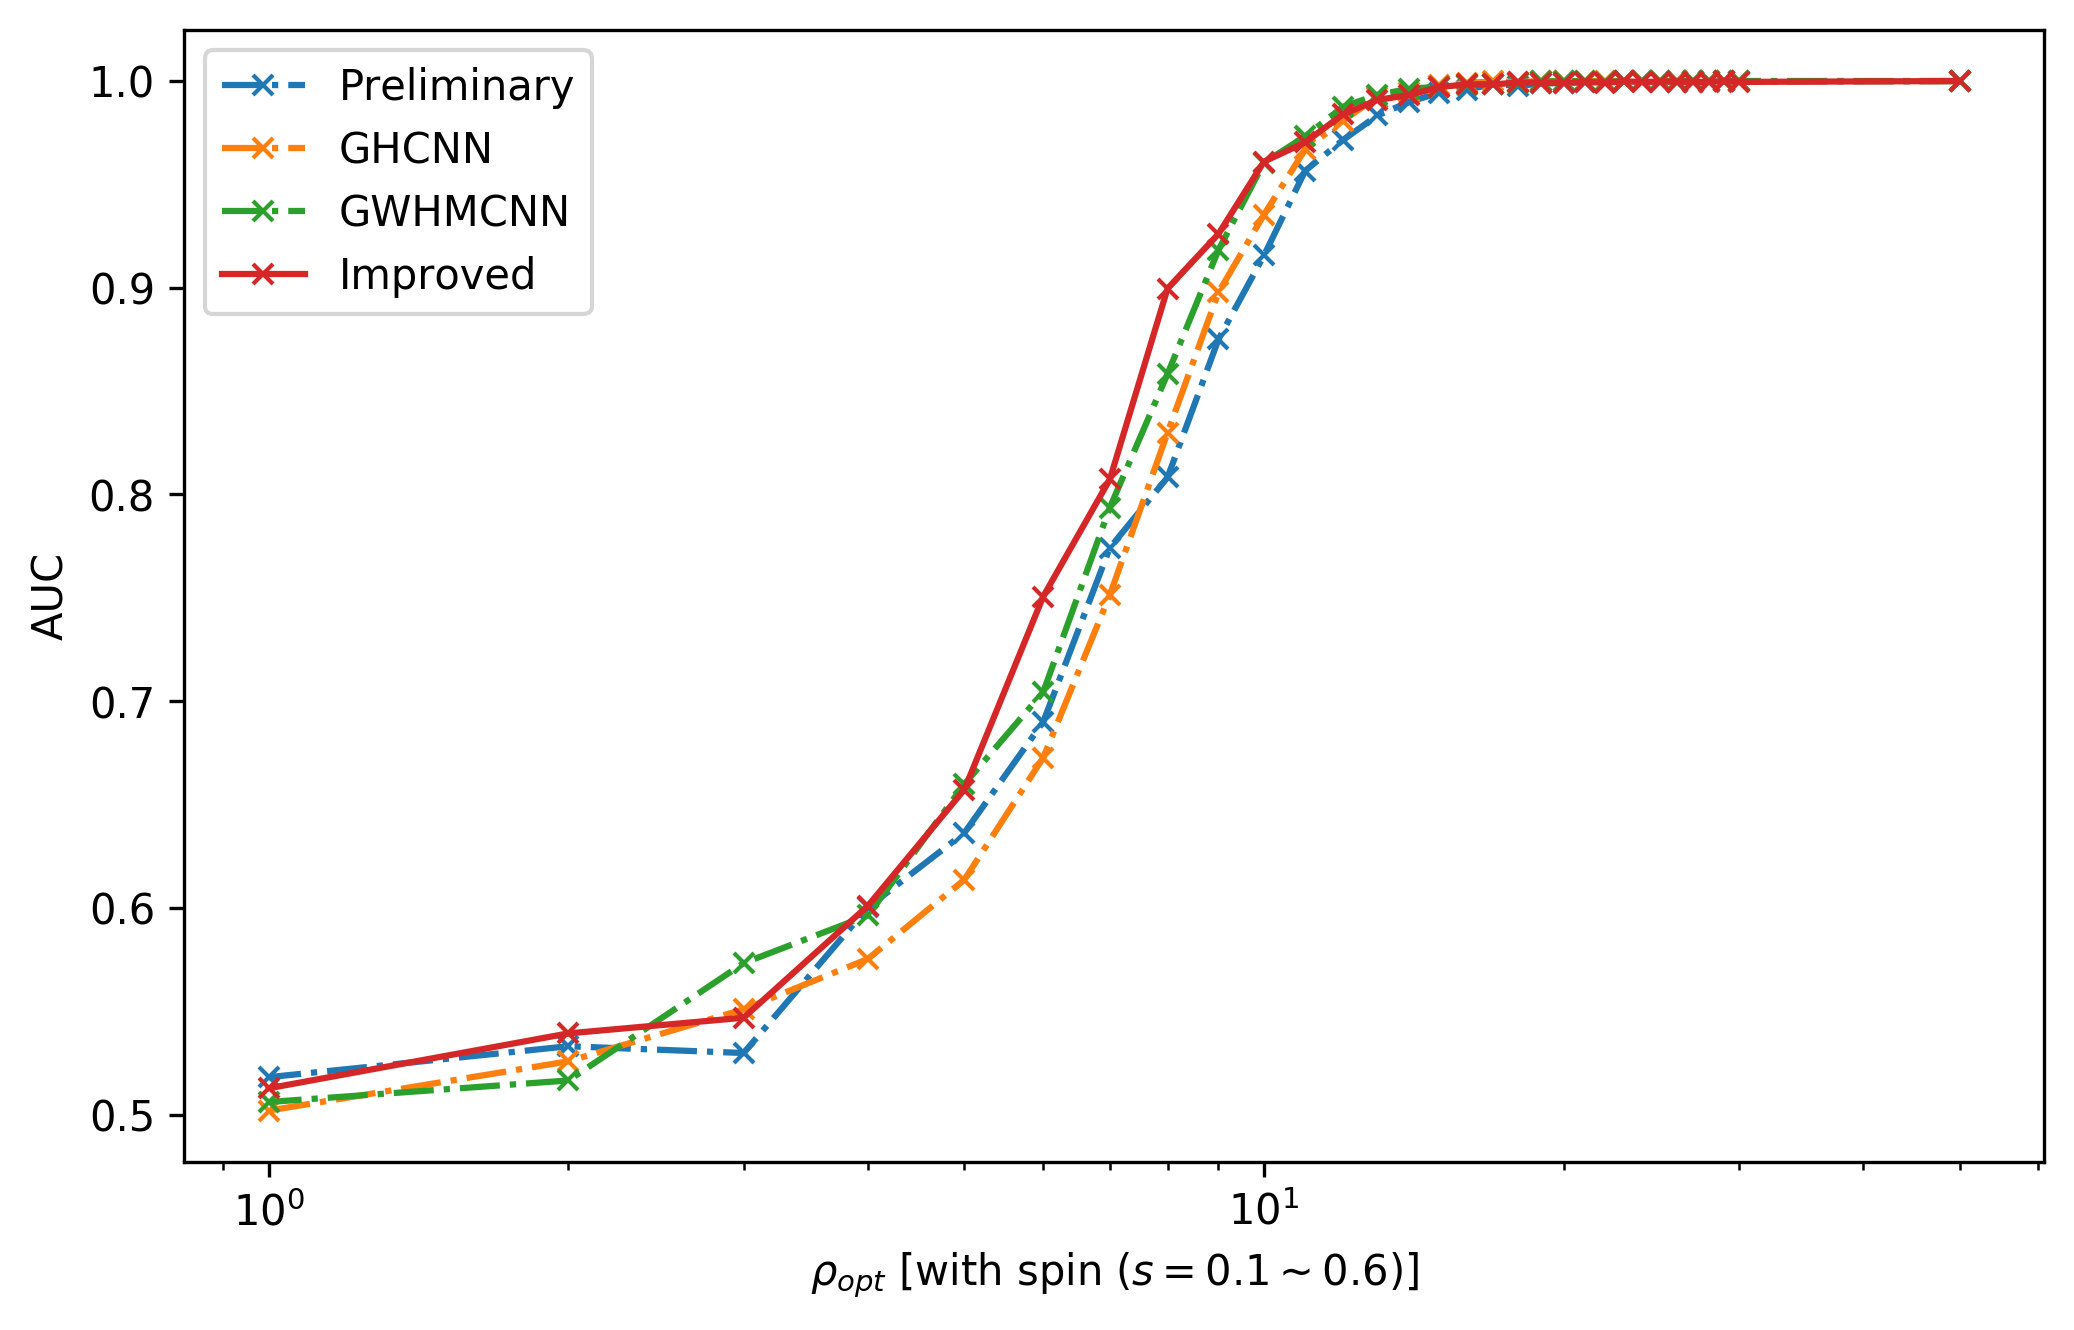 Preliminary
GHCNN
GWHMCNN
Improved
1.0
0.9
0.8
0.7
0.6
0.5
AUC
10⁰
10¹
ρₒₚₜ [with spin (s = 0.1 ~ 0.6)]